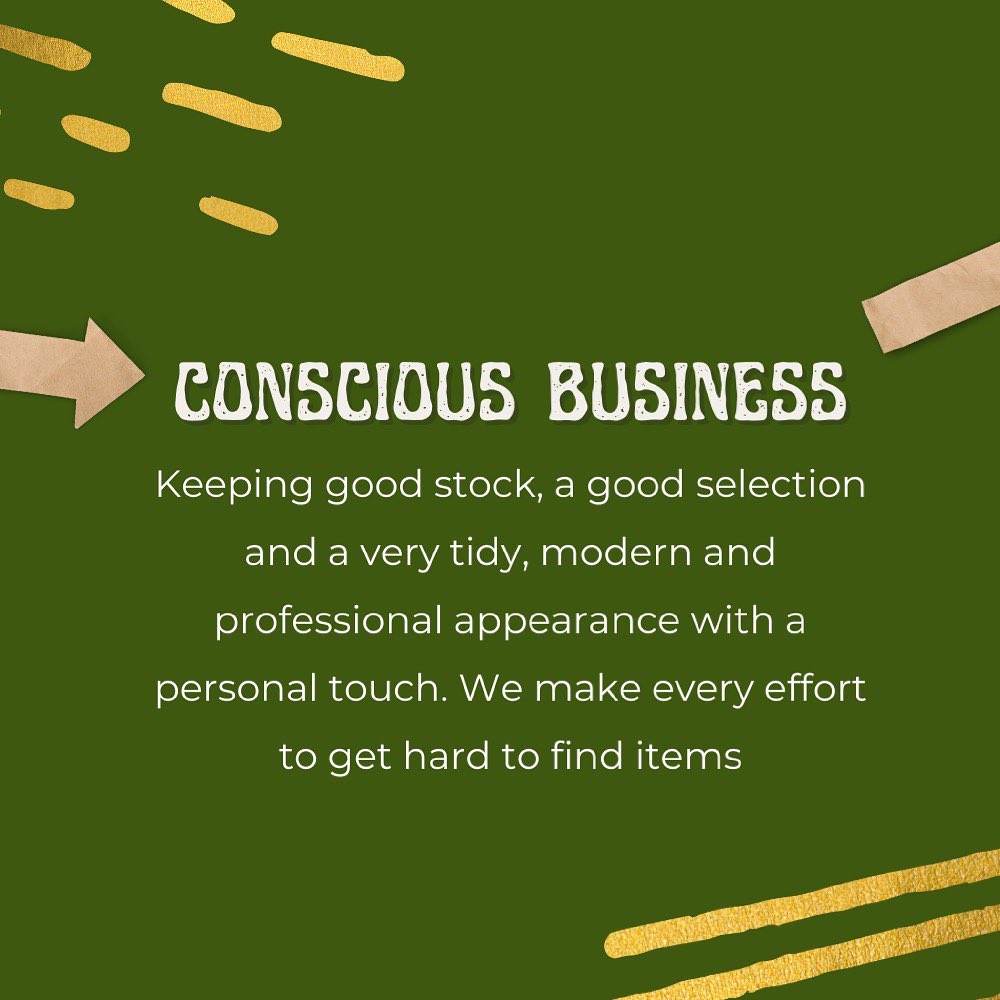 CONSCIOUS BUSINESS
Keeping good stock, a good selection
and a very tidy, modern and
professional appearance with a
personal touch. We make every effort
to get hard to find items